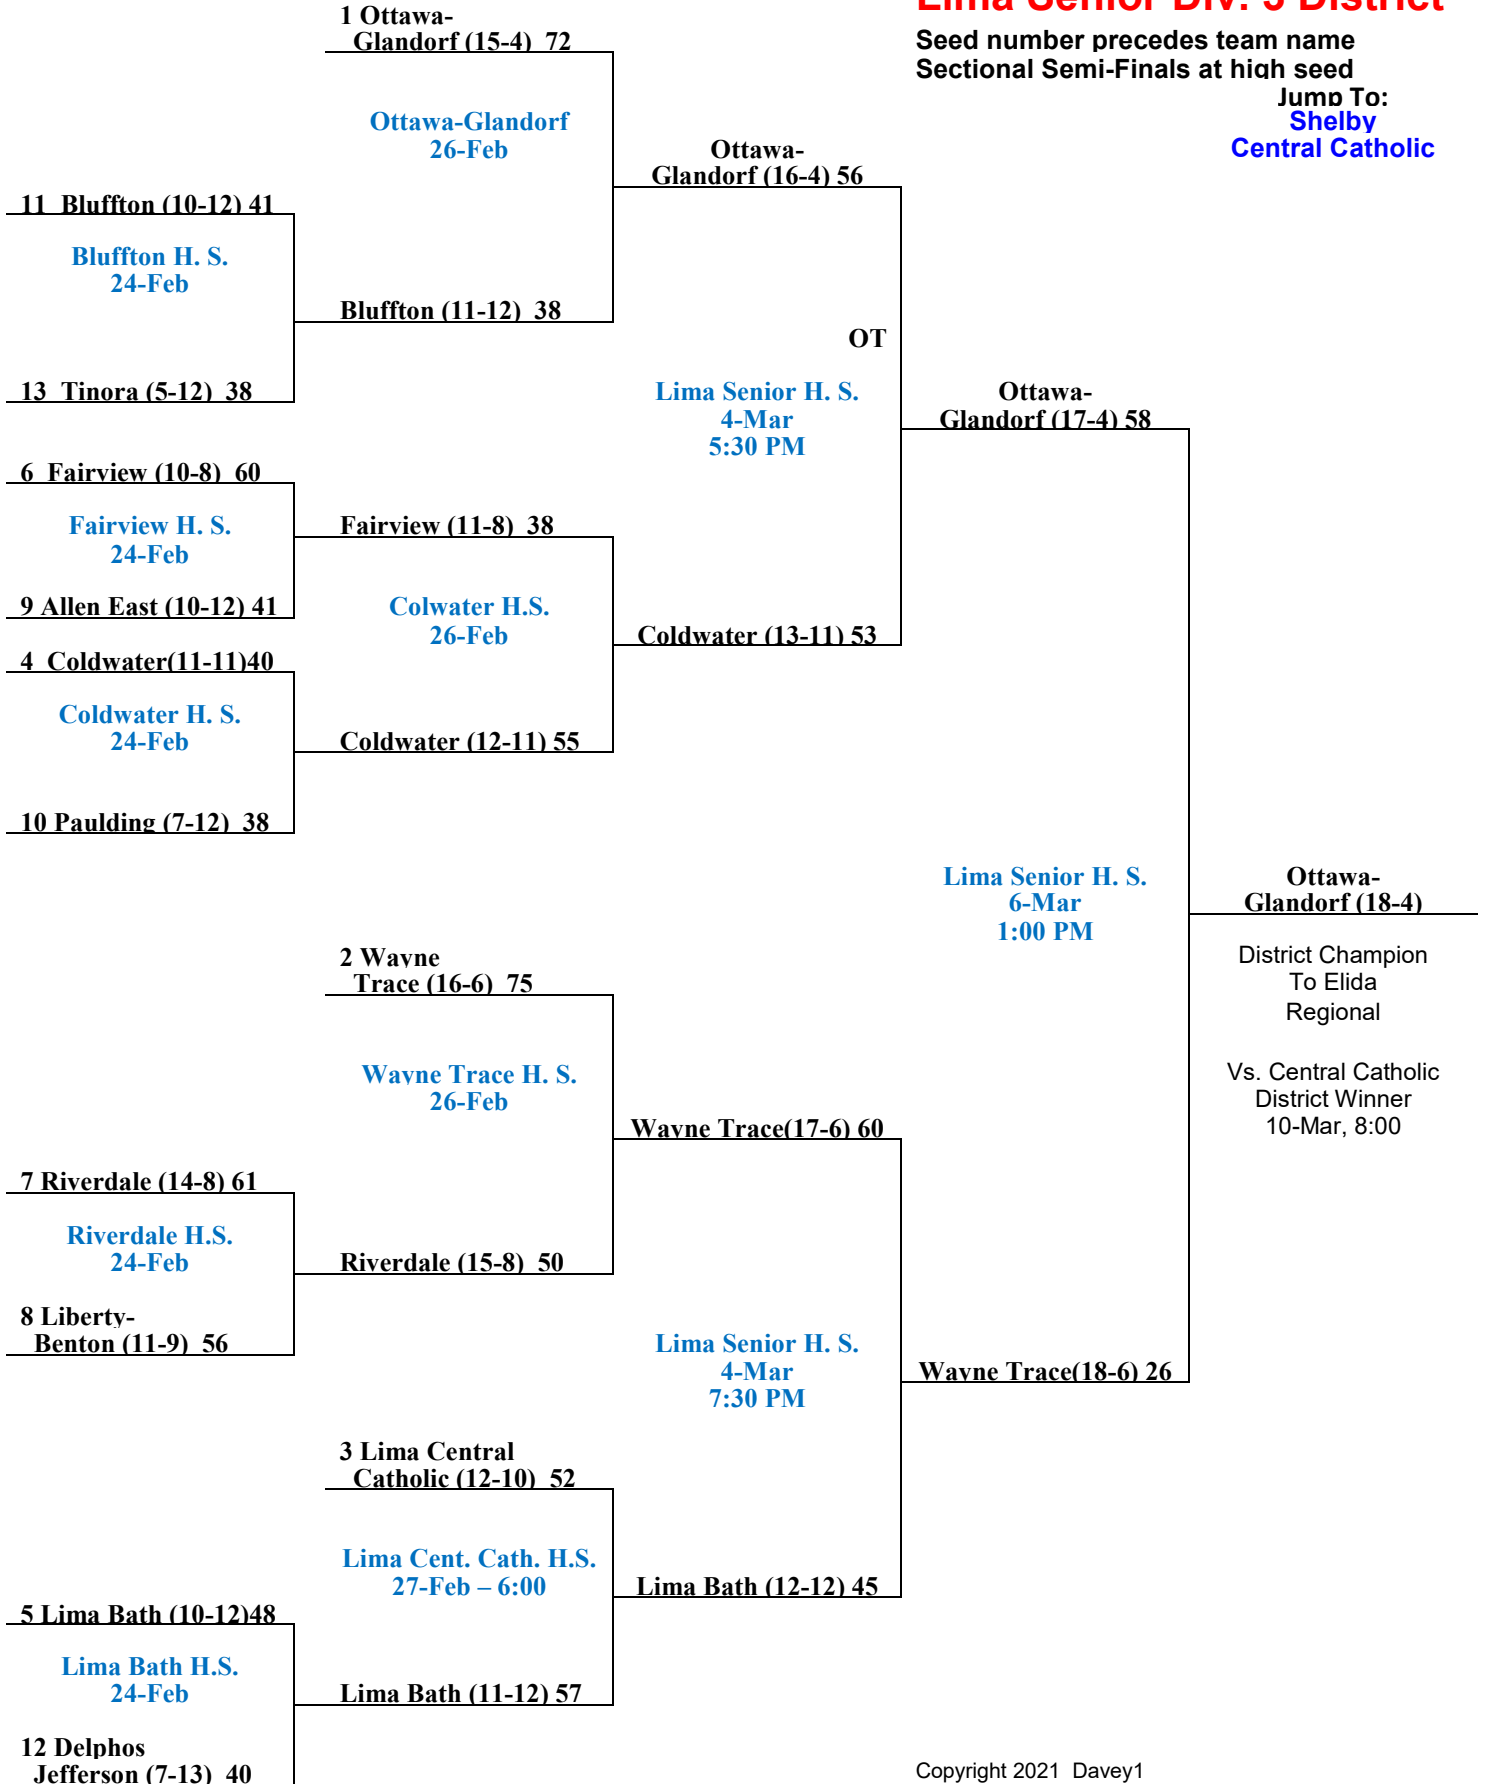 Lima Senior Div. 3 District
Seed number precedes team name
Sectional Semi-Finals at high seed
Jump To:
Shelby
Central Catholic
1 Ottawa-
Glandorf (15-4) 72
Ottawa-Glandorf
26-Feb
Ottawa-
Glandorf (16-4) 56
11 Bluffton (10-12) 41
Bluffton H. S.
24-Feb
Bluffton (11-12) 38
OT
13 Tinora (5-12) 38
Lima Senior H. S.
4-Mar
5:30 PM
Ottawa-
Glandorf (17-4) 58
6 Fairview (10-8) 60
Fairview H. S.
24-Feb
Fairview (11-8) 38
9 Allen East (10-12) 41
Colwater H.S.
26-Feb
Coldwater (13-11) 53
4 Coldwater(11-11)40
Coldwater H. S.
24-Feb
Coldwater (12-11) 55
10 Paulding (7-12) 38
Lima Senior H. S.
6-Mar
1:00 PM
Ottawa-
Glandorf (18-4)
District Champion
To Elida
Regional
Vs. Central Catholic
District Winner
10-Mar, 8:00
2 Wayne
Trace (16-6) 75
Wayne Trace H. S.
26-Feb
Wayne Trace(17-6) 60
7 Riverdale (14-8) 61
Riverdale H.S.
24-Feb
Riverdale (15-8) 50
8 Liberty-
Benton (11-9) 56
Lima Senior H. S.
4-Mar
7:30 PM
Wayne Trace(18-6) 26
3 Lima Central
Catholic (12-10) 52
Lima Cent. Cath. H.S.
27-Feb – 6:00
Lima Bath (12-12) 45
5 Lima Bath (10-12)48
Lima Bath H.S.
24-Feb
Lima Bath (11-12) 57
12 Delphos
Jefferson (7-13) 40
Copyright 2021 Davey1